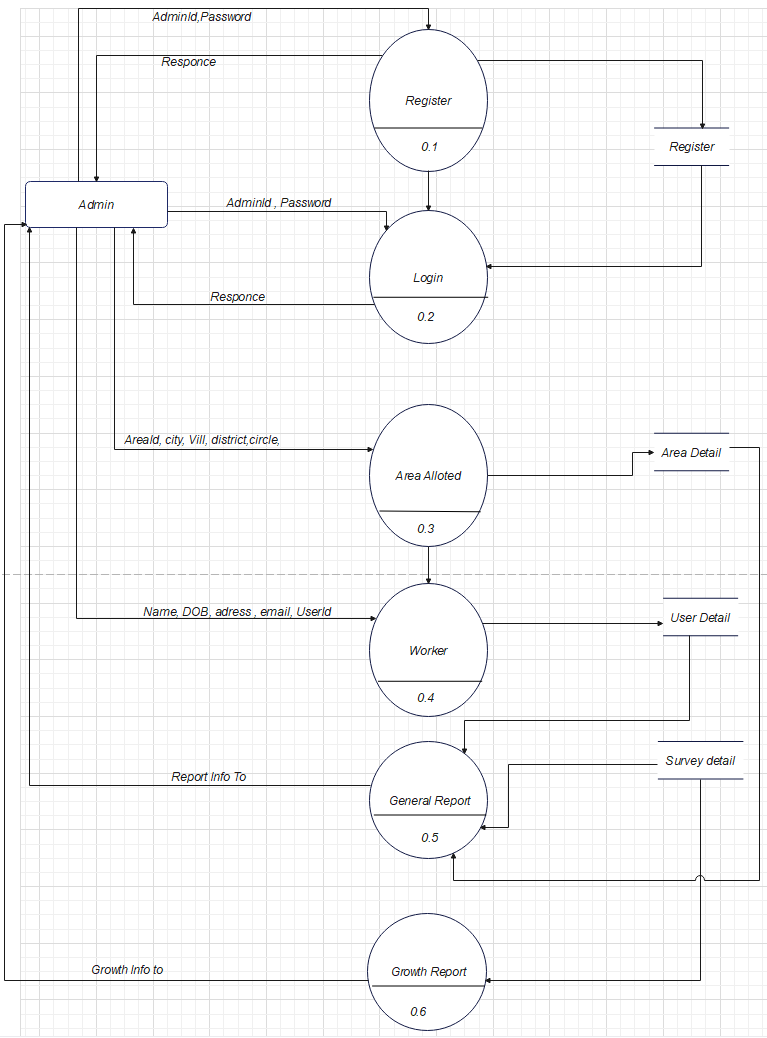 AdminId,Password
Responce
Register
0.1
Register
Admin
AdminId , Password
Login
Responce
0.2
AreaId, city, Vill, district,circle,
Area Detail
Area Alloted
0.3
Name, DOB, adress , email, UserId
User Detail
Worker
0.4
Survey detail
Report Info To
General Report
0.5
Growth Info to
Growth Report
0.6